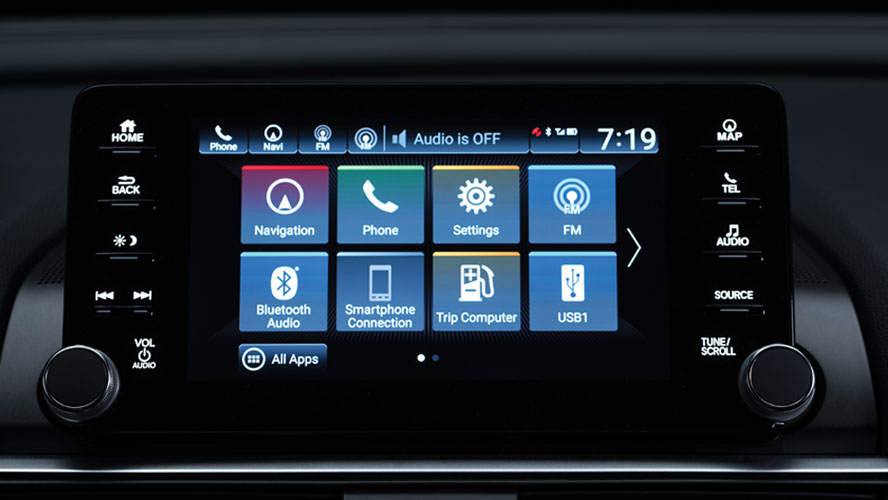 HOME
BACK
VOL
AUDIO
Phone
Navi
FM
Audio is OFF
7:19
Navigation
Phone
Settings
FM
FM
Bluetooth
Audio
Smartphone
Connection
Trip Computer
USB1
All Apps
MAP
TEL
AUDIO
SOURCE
TUNE/
SCROLL